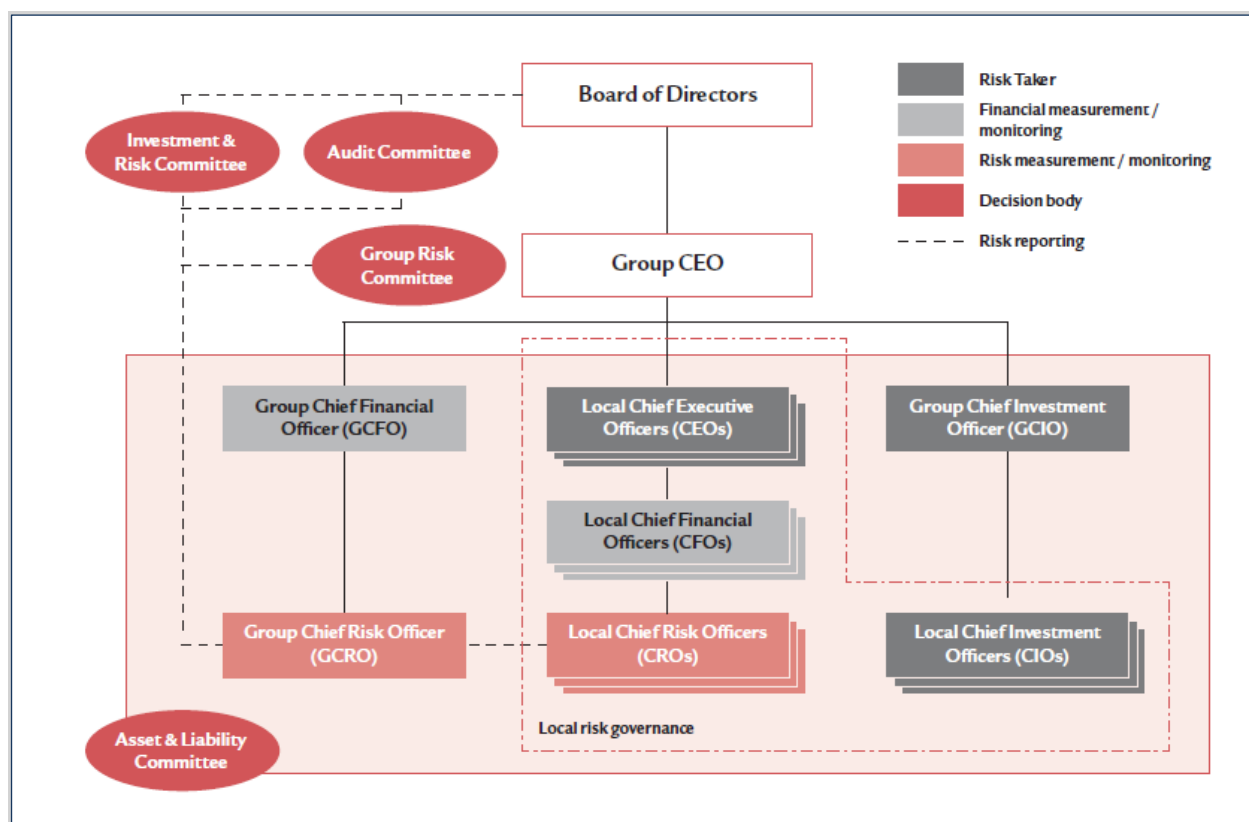 Board of Directors
Investment &
Risk Committee
Audit Committee
Group Risk
Committee
Group CEO
Risk Taker
Financial measurement /
monitoring
Risk measurement / monitoring
Decision body
Risk reporting
Group Chief Financial
Officer (GCFO)
Local Chief Executive
Officers (CEOs)
Group Chief Investment
Officer (GCIO)
Local Chief Financial
Officers (CFOs)
Group Chief Risk Officer
(GCRO)
Local Chief Risk Officers
(CROs)
Local Chief Investment
Officers (CIOs)
Local risk governance
Asset & Liability
Committee